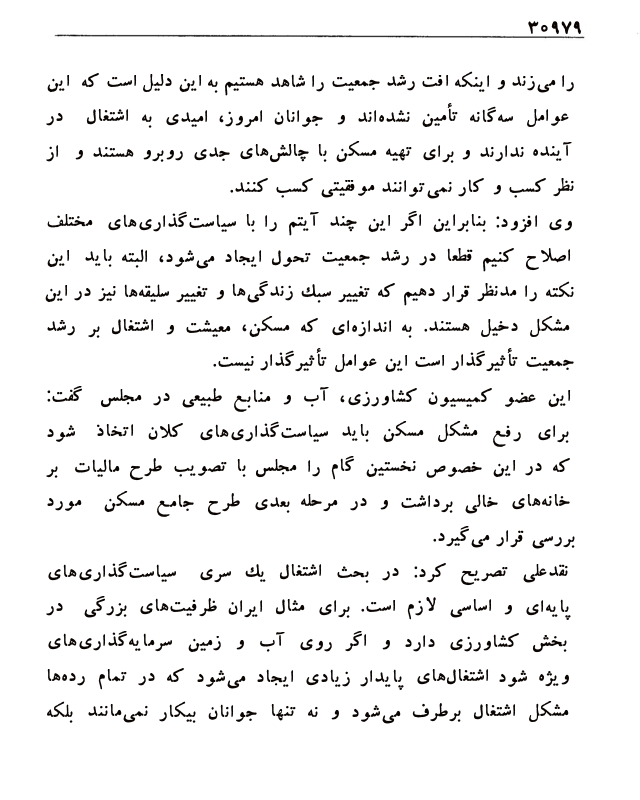 ۳۰۹۷۹
را می‌زند و اینکه افت رشد جمعیت را شاهد هستیم به این دلیل است که این
عوامل سه‌گانه تأمین نشده‌اند و جوانان امروز، امیدی به اشتغال در
آینده ندارند و برای تهیه مسکن با چالش‌های جدی روبرو هستند و از
نظر کسب و کار نمی‌توانند موفقیتی کسب کنند.
وی افزود: بنابراین اگر این چند آیتم را با سیاست‌گذاری‌های مختلف
اصلاح کنیم قطعا در رشد جمعیت تحول ایجاد می‌شود، البته باید این
نکته را مدنظر قرار دهیم که تغییر سبك زندگی‌ها و تغییر سلیقه‌ها نیز در این
مشکل دخیل هستند. به اندازه‌ای که مسکن، معیشت و اشتغال بر رشد
جمعیت تأثیرگذار است این عوامل تأثیرگذار نیست.
این عضو کمیسیون کشاورزی، آب و منابع طبیعی در مجلس گفت:
برای رفع مشکل مسکن باید سیاست‌گذاری‌های کلان اتخاذ شود
که در این خصوص نخستین گام را مجلس با تصویب طرح مالیات بر
خانه‌های خالی برداشت و در مرحله بعدی طرح جامع مسکن مورد
بررسی قرار می‌گیرد.
نقدعلی تصریح کرد: در بحث اشتغال یك سری سیاست‌گذاری‌های
پایه‌ای و اساسی لازم است. برای مثال ایران ظرفیت‌های بزرگی در
بخش کشاورزی دارد و اگر روی آب و زمین سرمایه‌گذاری‌های
ویژه شود اشتغال‌های پایدار زیادی ایجاد می‌شود که در تمام رده‌ها
مشکل اشتغال برطرف می‌شود و نه تنها جوانان بیکار نمی‌مانند بلکه